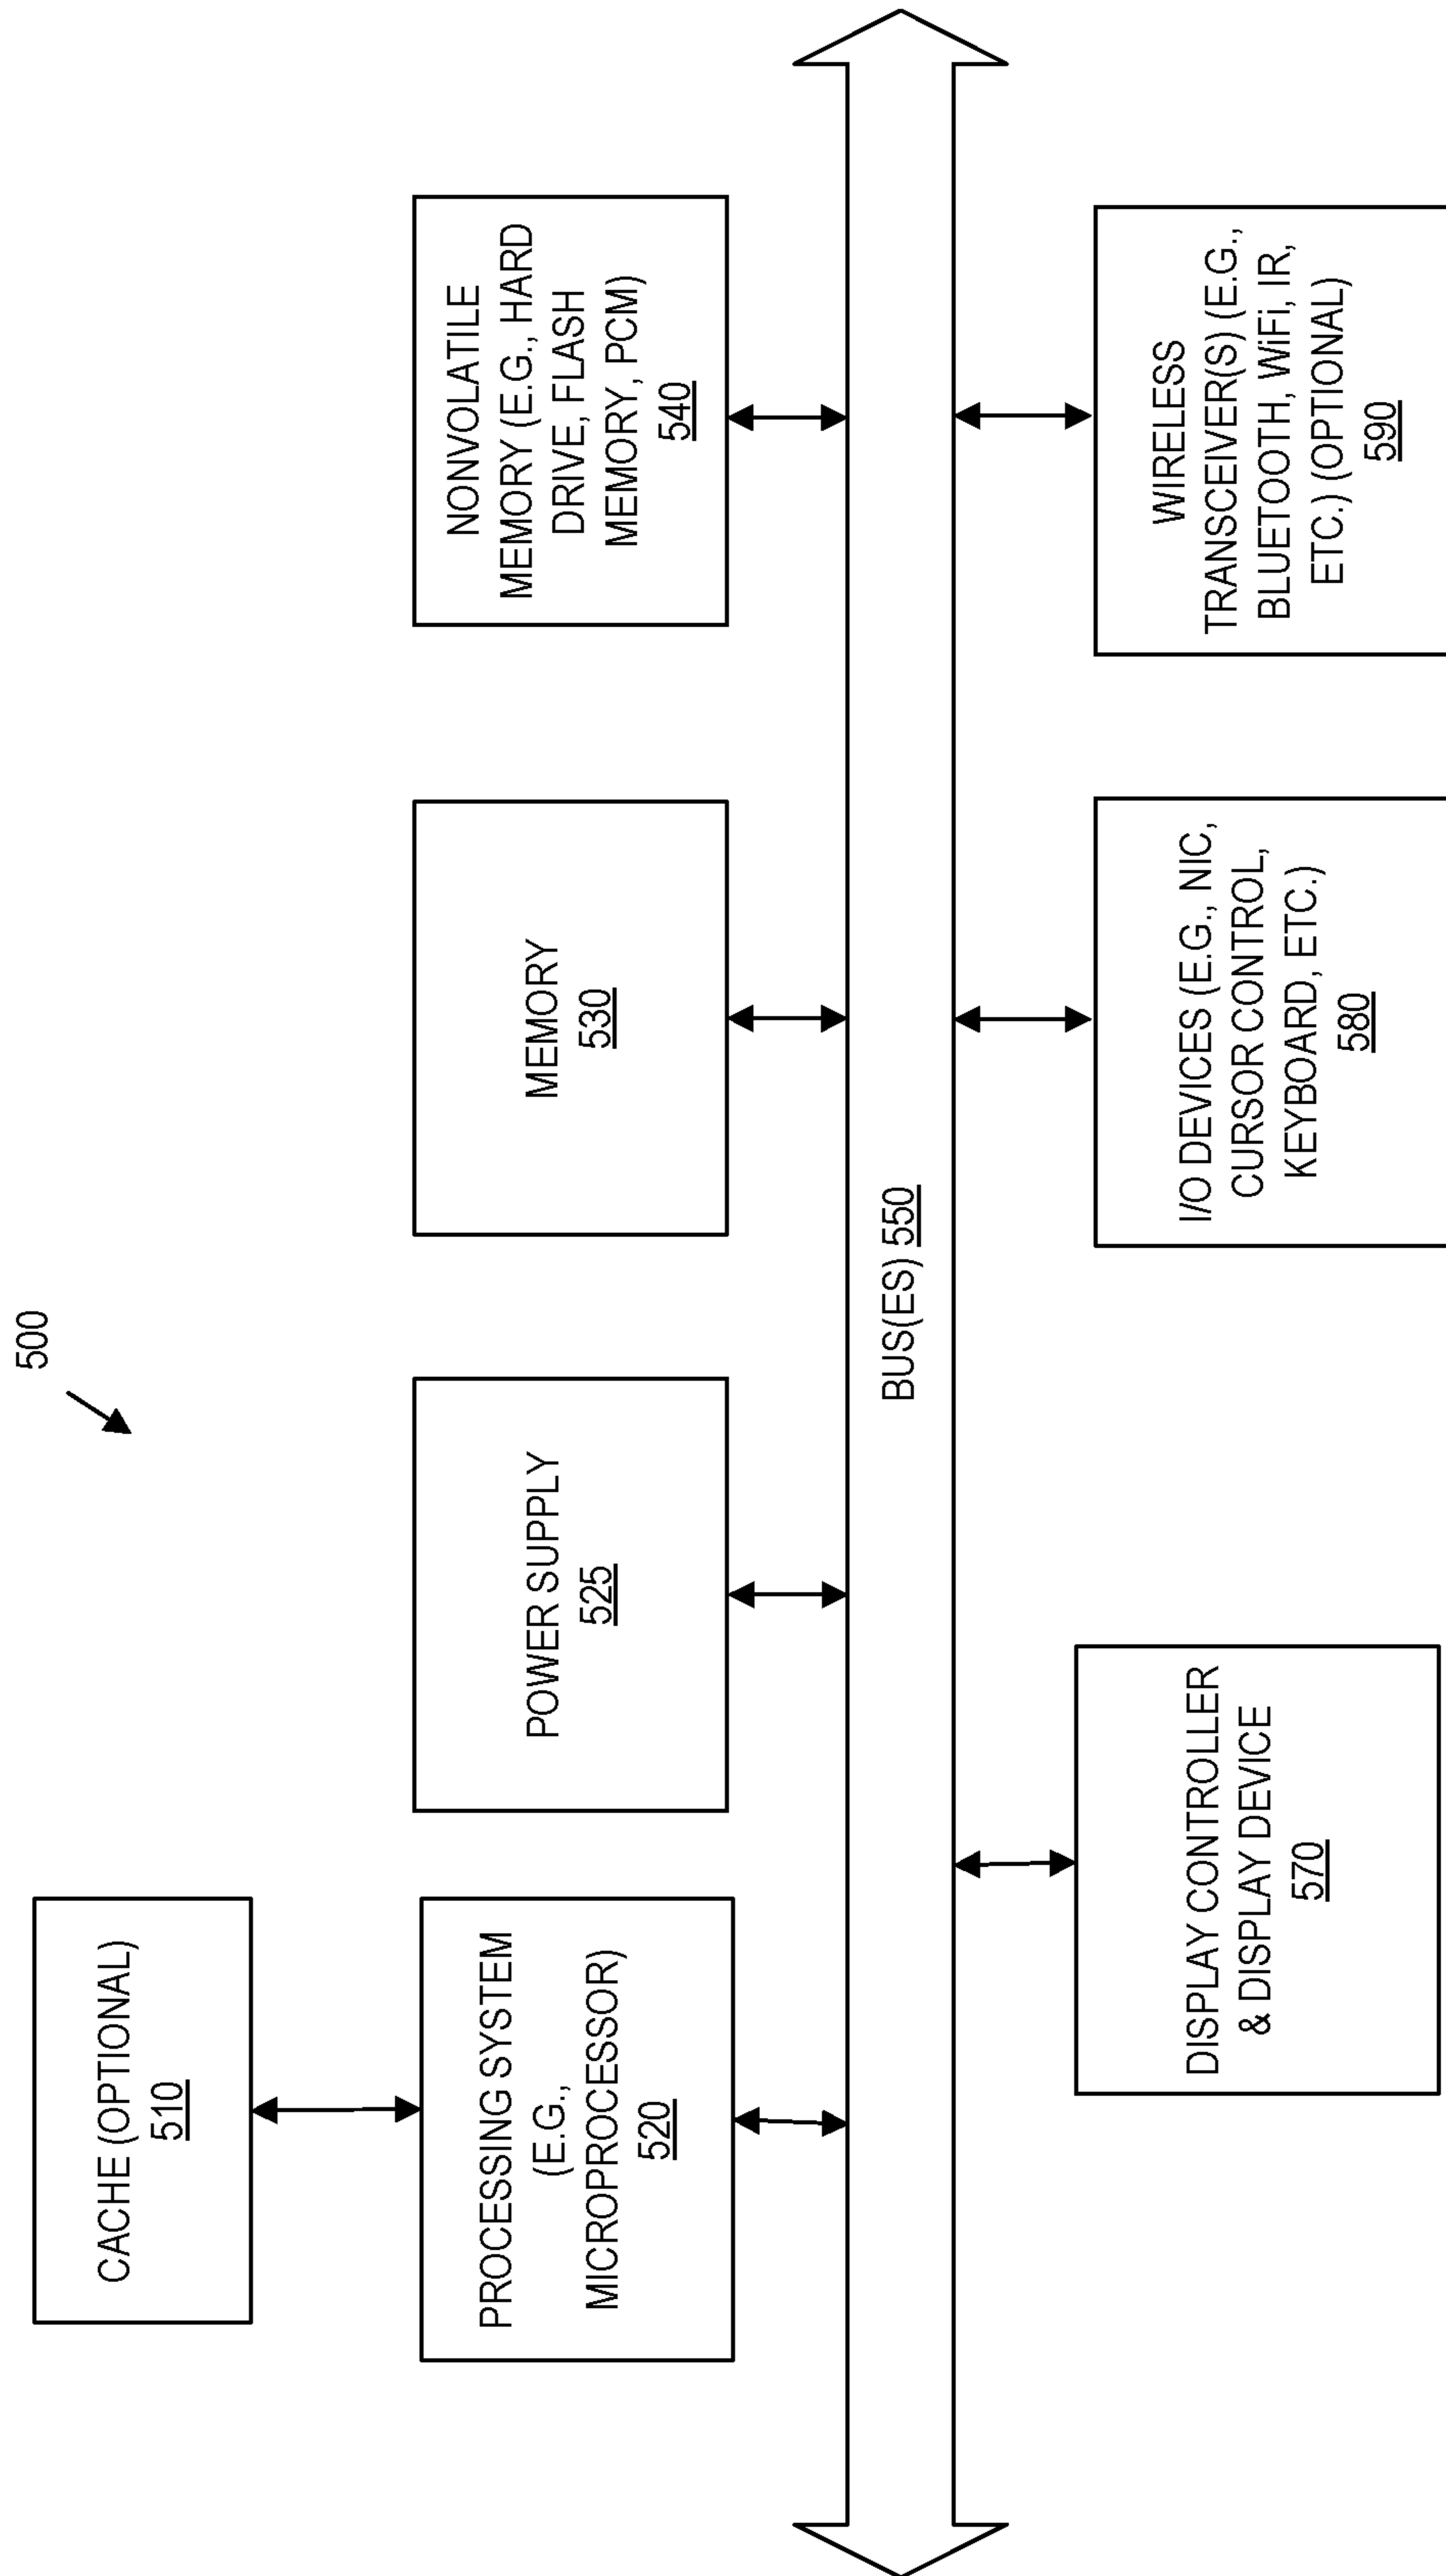 500
CACHE (OPTIONAL)
510
PROCESSING SYSTEM
(E.G.,
MICROPROCESSOR)
520
POWER SUPPLY
525
MEMORY
530
NONVOLATILE
MEMORY (E.G., HARD
DRIVE, FLASH
MEMORY, PCM)
540
BUS(ES) 550
DISPLAY CONTROLLER
& DISPLAY DEVICE
570
I/O DEVICES (E.G., NIC,
CURSOR CONTROL,
KEYBOARD, ETC.)
580
WIRELESS
TRANSCEIVER(S) (E.G.,
BLUETOOTH, WiFi, IR,
ETC.) (OPTIONAL)
590